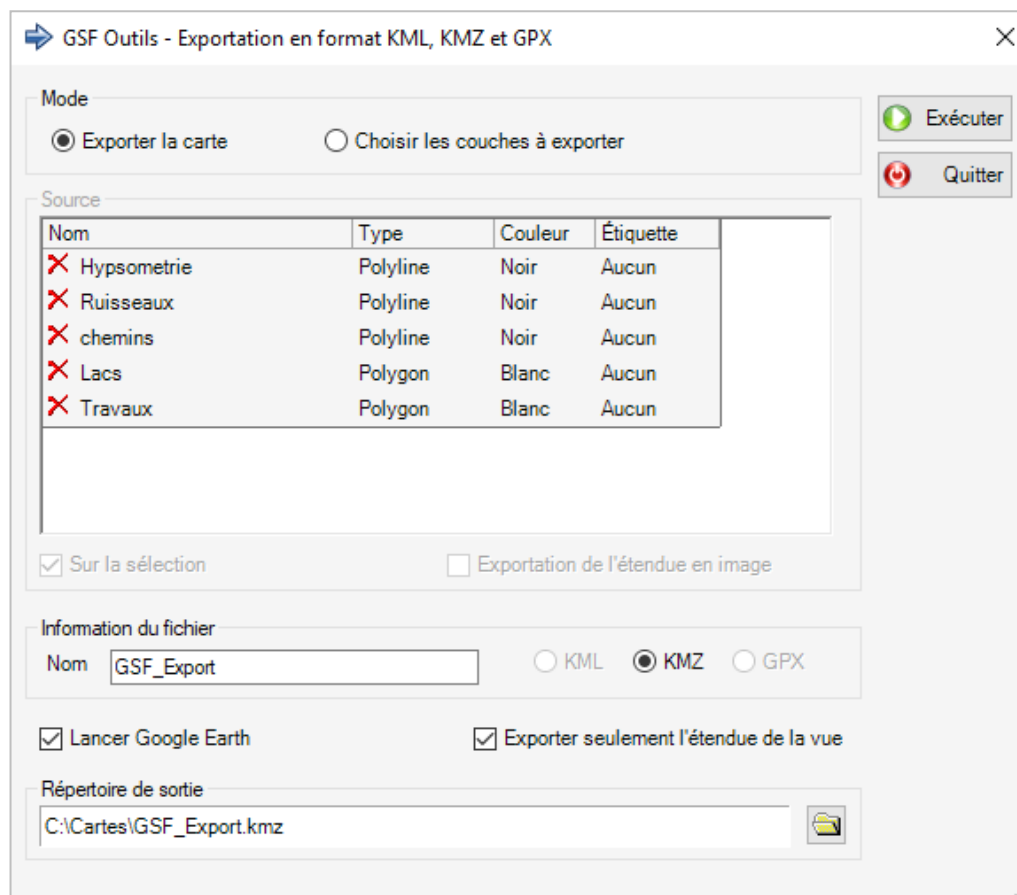 GSF Outils - Exportation en format KML, KMZ et GPX
Mode
Exporter la carte Choisir les couches à exporter
Exécuter
Quitter
Source
Nom Type Couleur Étiquette
Hypsometrie Polyline Noir Aucun
Ruisseaux Polyline Noir Aucun
chemins Polyline Noir Aucun
Lacs Polygon Blanc Aucun
Travaux Polygon Blanc Aucun
Sur la sélection Exportation de l'étendue en image
Information du fichier
Nom GSF_Export KML KMZ GPX
Lancer Google Earth Exporter seulement l'étendue de la vue
Répertoire de sortie
C:\Cartes\GSF_Export.kmz